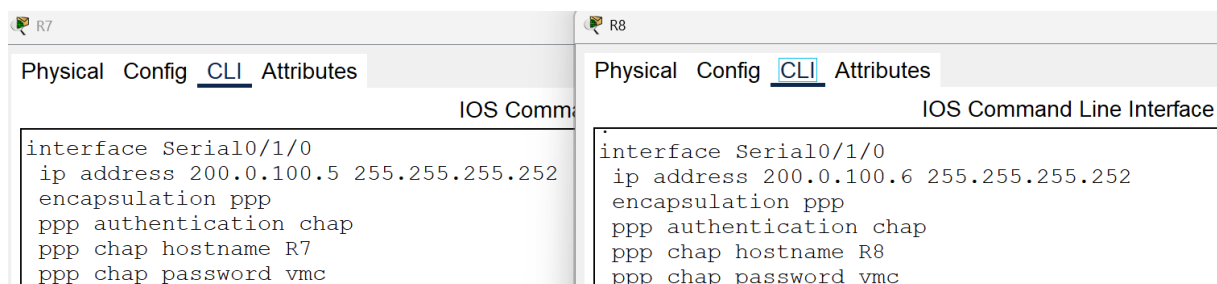 R7
Physical Config CLI Attributes
IOS Comma
interface Serial0/1/0
ip address 200.0.100.5 255.255.255.252
encapsulation ppp
ppp authentication chap
ppp chap hostname R7
ppp chap password vmc
R8
Physical Config CLI Attributes
IOS Command Line Interface
interface Serial0/1/0
ip address 200.0.100.6 255.255.255.252
encapsulation ppp
ppp authentication chap
ppp chap hostname R8
ppp chap password vmc